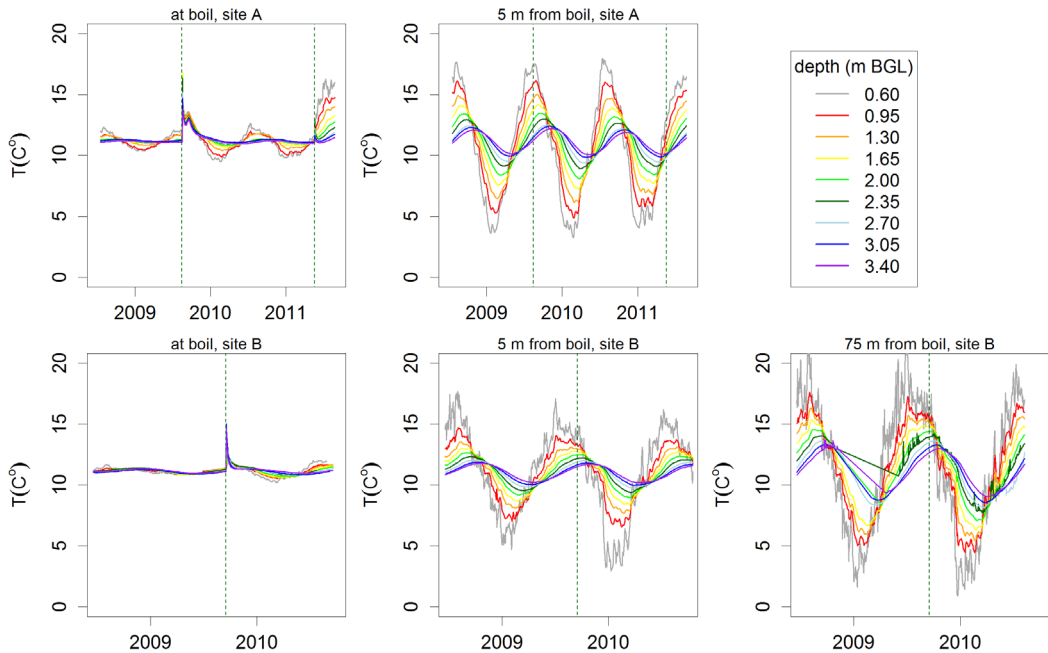 at boil, site A
T(C°)
20
15
10
5
0
2009 2010 2011
5 m from boil, site A
T(C°)
20
15
10
5
0
2009 2010 2011
depth (m BGL)
0.60
0.95
1.30
1.65
2.00
2.35
2.70
3.05
3.40
at boil, site B
T(C°)
20
15
10
5
0
2009 2010
5 m from boil, site B
T(C°)
20
15
10
5
0
2009 2010
75 m from boil, site B
T(C°)
20
15
10
5
0
2009 2010